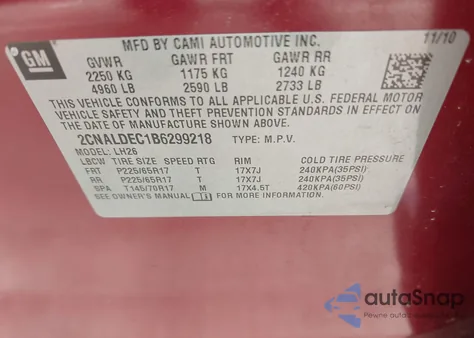 GM
MFD BY CAMI AUTOMOTIVE INC. 11/10
GVWR GAWR FRT GAWR RR
2250 KG 1175 KG 1240 KG
4960 LB 2590 LB 2733 LB
THIS VEHICLE CONFORMS TO ALL APPLICABLE U.S. FEDERAL MOTOR
VEHICLE SAFETY, BUMPER, AND THEFT PREVENTION STANDARDS IN EFFECT
ON THE DATE OF MANUFACTURE SHOWN ABOVE.
2CNALDEC1B6299218 TYPE: M.P.V.
MODEL: LH26
LBCW TIRE SIZE SPEED RTG RIM COLD TIRE PRESSURE
FRT P225/65R17 T 17X7J 240KPA(35PSI)
RR P225/65R17 T 17X7J 240KPA(35PSI)
SPA T145/70R17 M 17X4.5T 420KPA(60PSI)
SEE OWNER'S MANUAL
autoSnap
Pewne auto